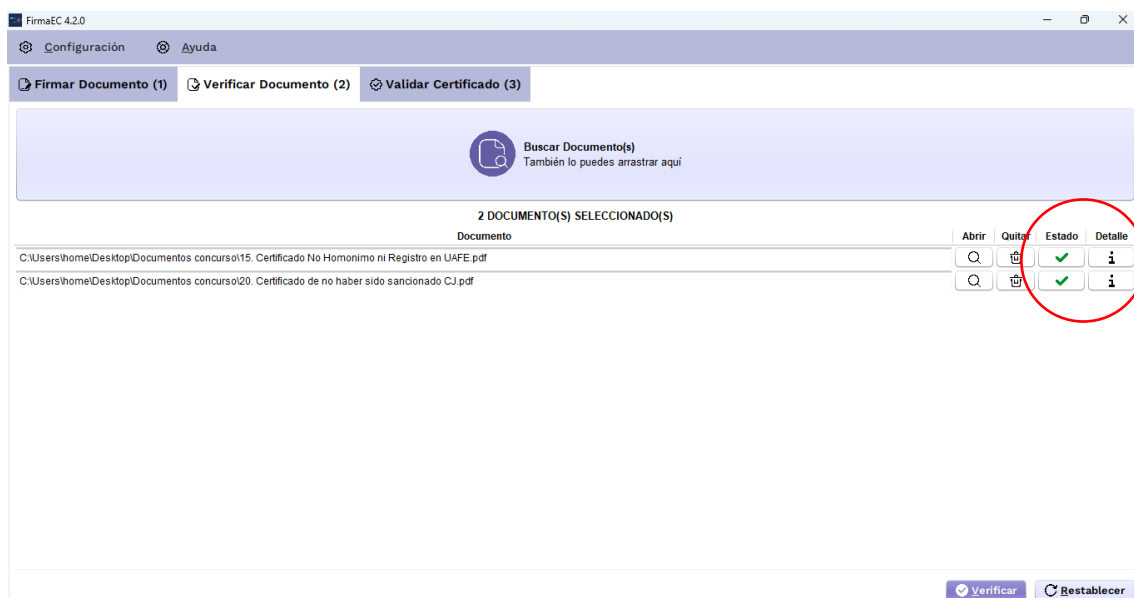 FirmaEC 4.2.0
Configuración Ayuda
Firmar Documento (1) Verificar Documento (2) Validar Certificado (3)
Buscar Documento(s)
También lo puedes arrastrar aquí
2 DOCUMENTO(S) SELECCIONADO(S)
Documento Abrir Quitar Estado Detalle
C:\Users\home\Desktop\Documentos concurso\15. Certificado No Homonimo ni Registro en UAFE.pdf
C:\Users\home\Desktop\Documentos concurso\20. Certificado de no haber sido sancionado CJ.pdf
Verificar Restablecer